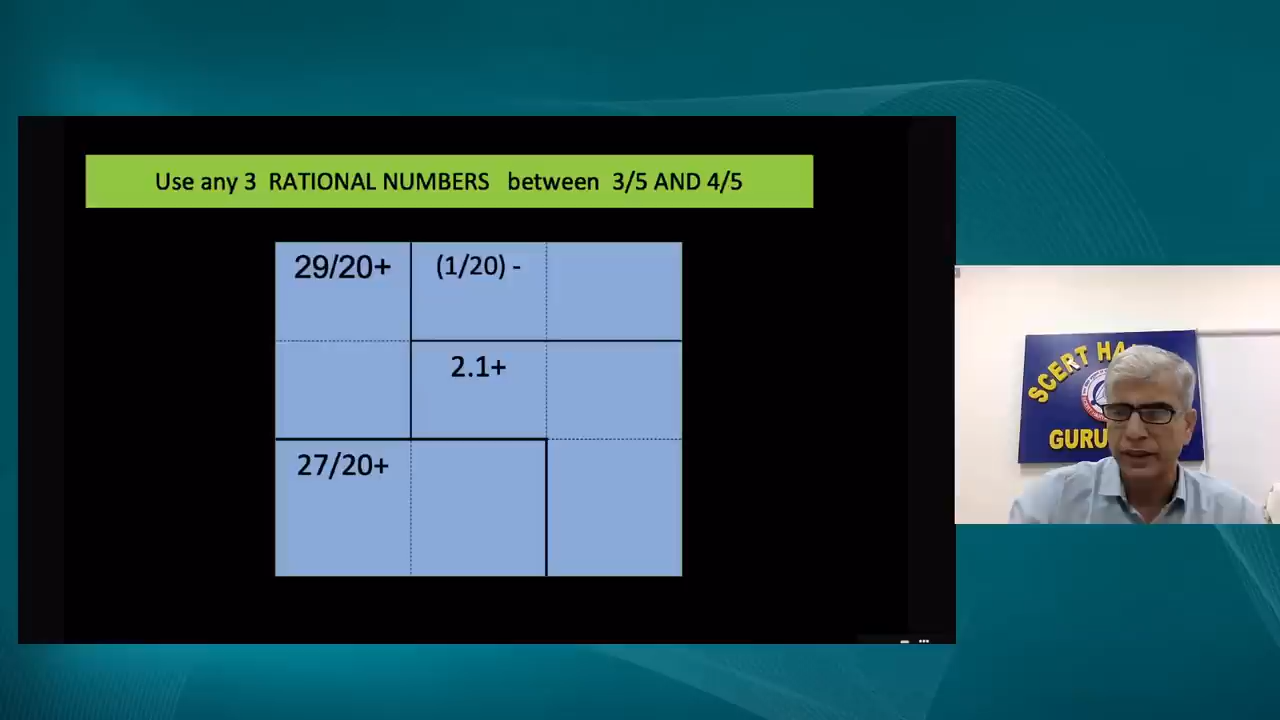 Use any 3 RATIONAL NUMBERS between 3/5 AND 4/5
29/20+ (1/20) -
2.1+
27/20+
SCERT HA
GURU